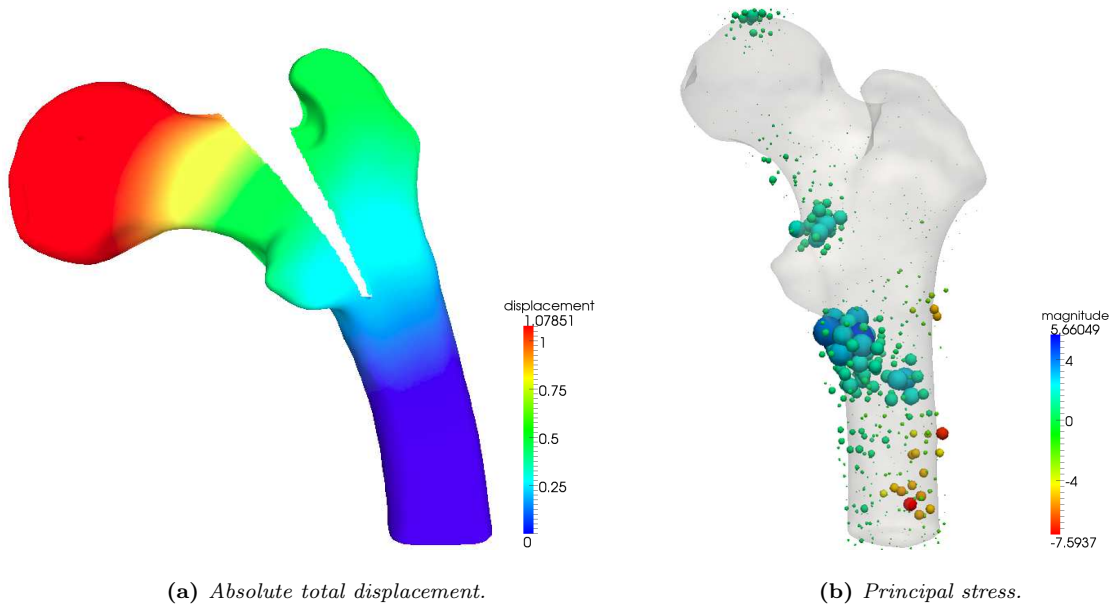 displacement
1.07851
1
0.75
0.5
0.25
0
magnitude
5.66049
4
0
-4
-7.5937
(a) Absolute total displacement.
(b) Principal stress.